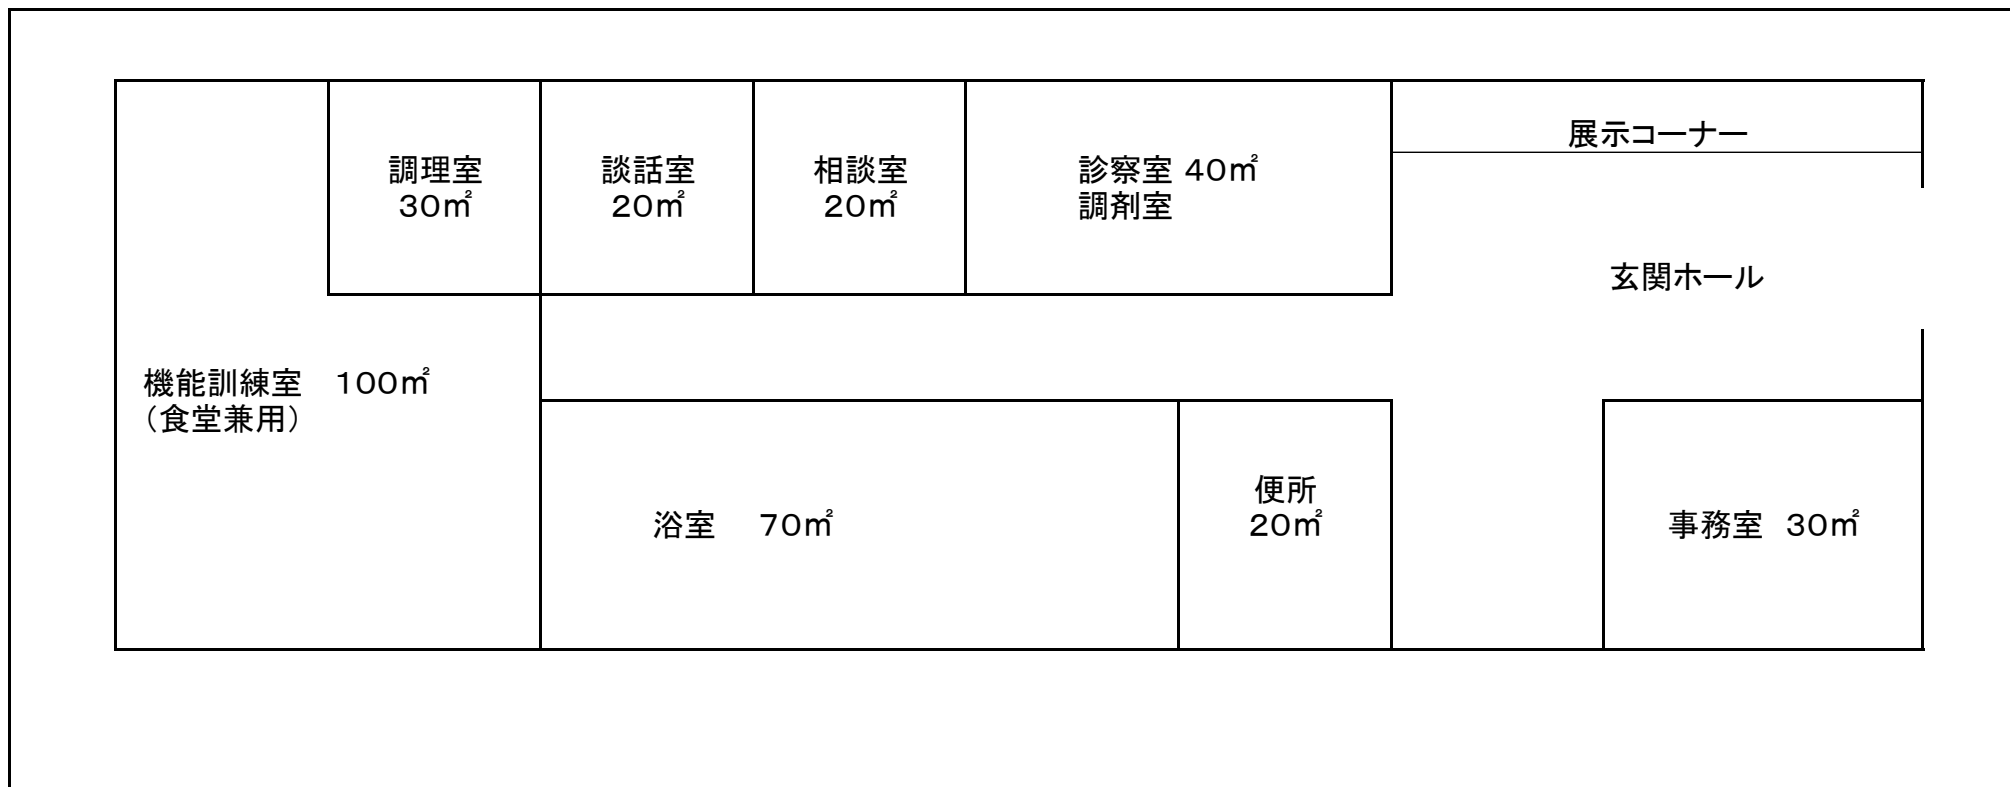 展示コーナー
調理室
30㎡
談話室
20㎡
相談室
20㎡
診察室 40㎡
調剤室
玄関ホール
機能訓練室　100㎡
（食堂兼用）
浴室　70㎡
便所
20㎡
事務室　30㎡